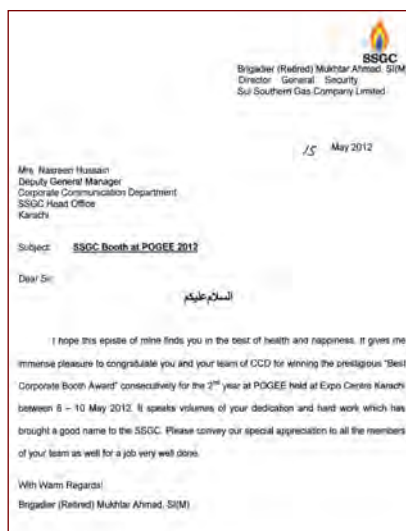 SSGC
Brigadier (Retired) Mukhtar Ahmad, SI(M)
Director General Security
Sui Southern Gas Company Limited
15 May 2012
Mrs. Nasreen Hussain
Deputy General Manager
Corporate Communication Department
SSGC Head Office
Karachi
Subject: SSGC Booth at POGEE 2012
Dear Sir
السلام علیکم
I hope this epistle of mine finds you in the best of health and happiness. It gives me
immense pleasure to congratulate you and your team of CCD for winning the prestigious "Best
Corporate Booth Award" consecutively for the 2nd year at POGEE held at Expo Centre Karachi
between 8 – 10 May 2012. It speaks volumes of your dedication and hard work which has
brought a good name to the SSGC. Please convey our special appreciation to all the members
of your team as well for a job very well done.
With Warm Regards!
Brigadier (Retired) Mukhtar Ahmad, SI(M)